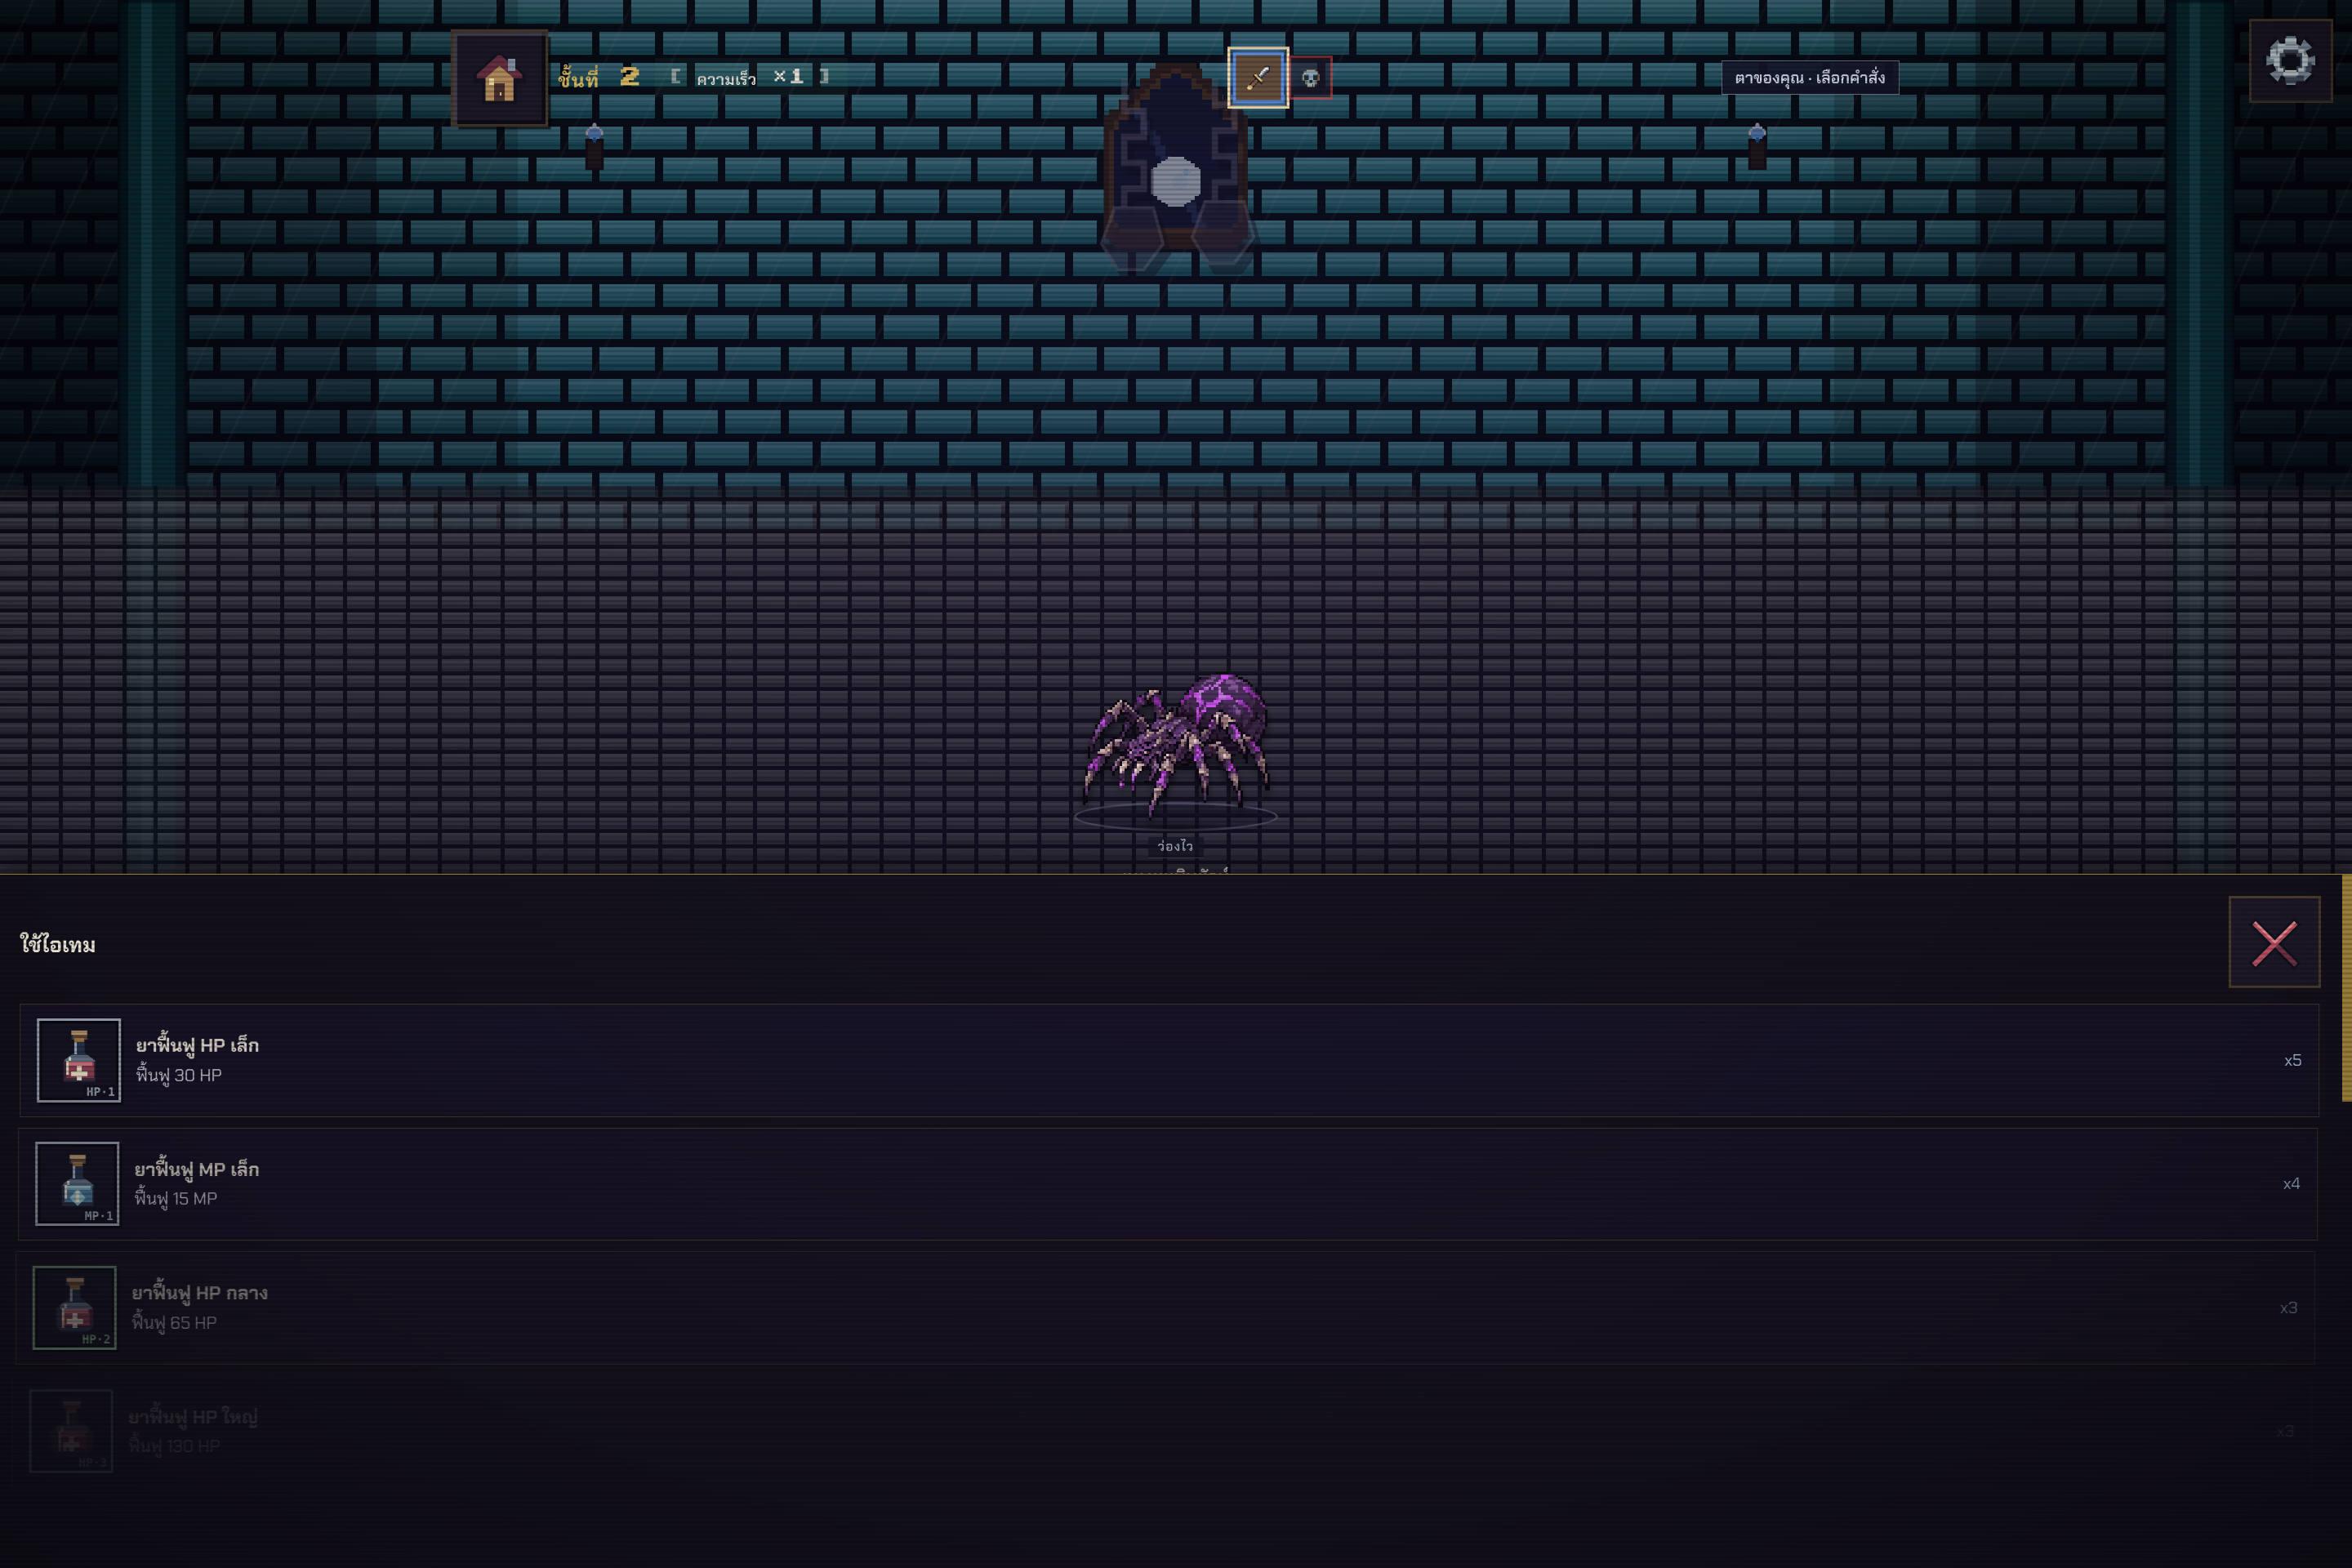 ชั้นที่ 2 [ ความเร็ว ×1 ]
ตาของคุณ · เลือกคำสั่ง
ว่องไว
ใช้ไอเทม
ยาฟื้นฟู HP เล็ก
ฟื้นฟู 30 HP
HP·1
x5
ยาฟื้นฟู MP เล็ก
ฟื้นฟู 15 MP
MP·1
x4
ยาฟื้นฟู HP กลาง
ฟื้นฟู 65 HP
HP·2
x3
ยาฟื้นฟู HP ใหญ่
ฟื้นฟู 130 HP
HP·3
x3